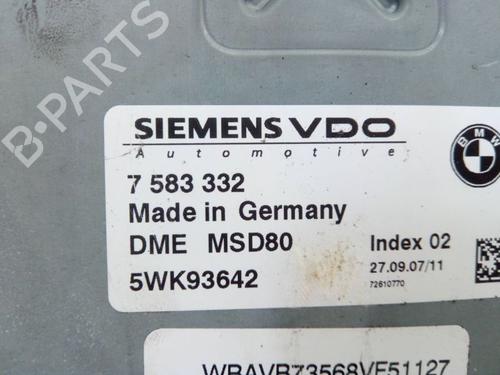 B-PARTS
SIEMENS VDO
Automotive
BMW
7 583 332
Made in Germany
DME MSD80
Index 02
5WK93642
27.09.07/11
72610770
WBAVB73568VF51127